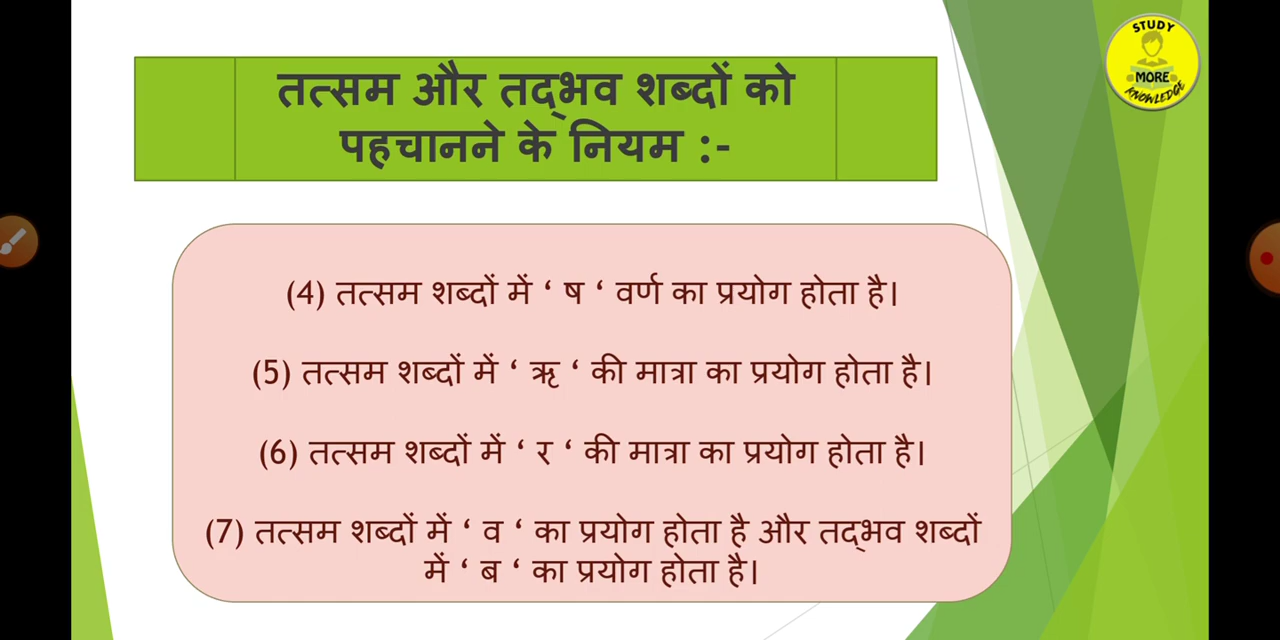 तत्सम और तद्भव शब्दों को
पहचानने के नियम :-
STUDY
MORE
KNOWLEDGE
(4) तत्सम शब्दों में ‘ ष ‘ वर्ण का प्रयोग होता है।
(5) तत्सम शब्दों में ‘ ऋ ‘ की मात्रा का प्रयोग होता है।
(6) तत्सम शब्दों में ‘ र ‘ की मात्रा का प्रयोग होता है।
(7) तत्सम शब्दों में ‘ व ‘ का प्रयोग होता है और तद्भव शब्दों
में ‘ ब ‘ का प्रयोग होता है।